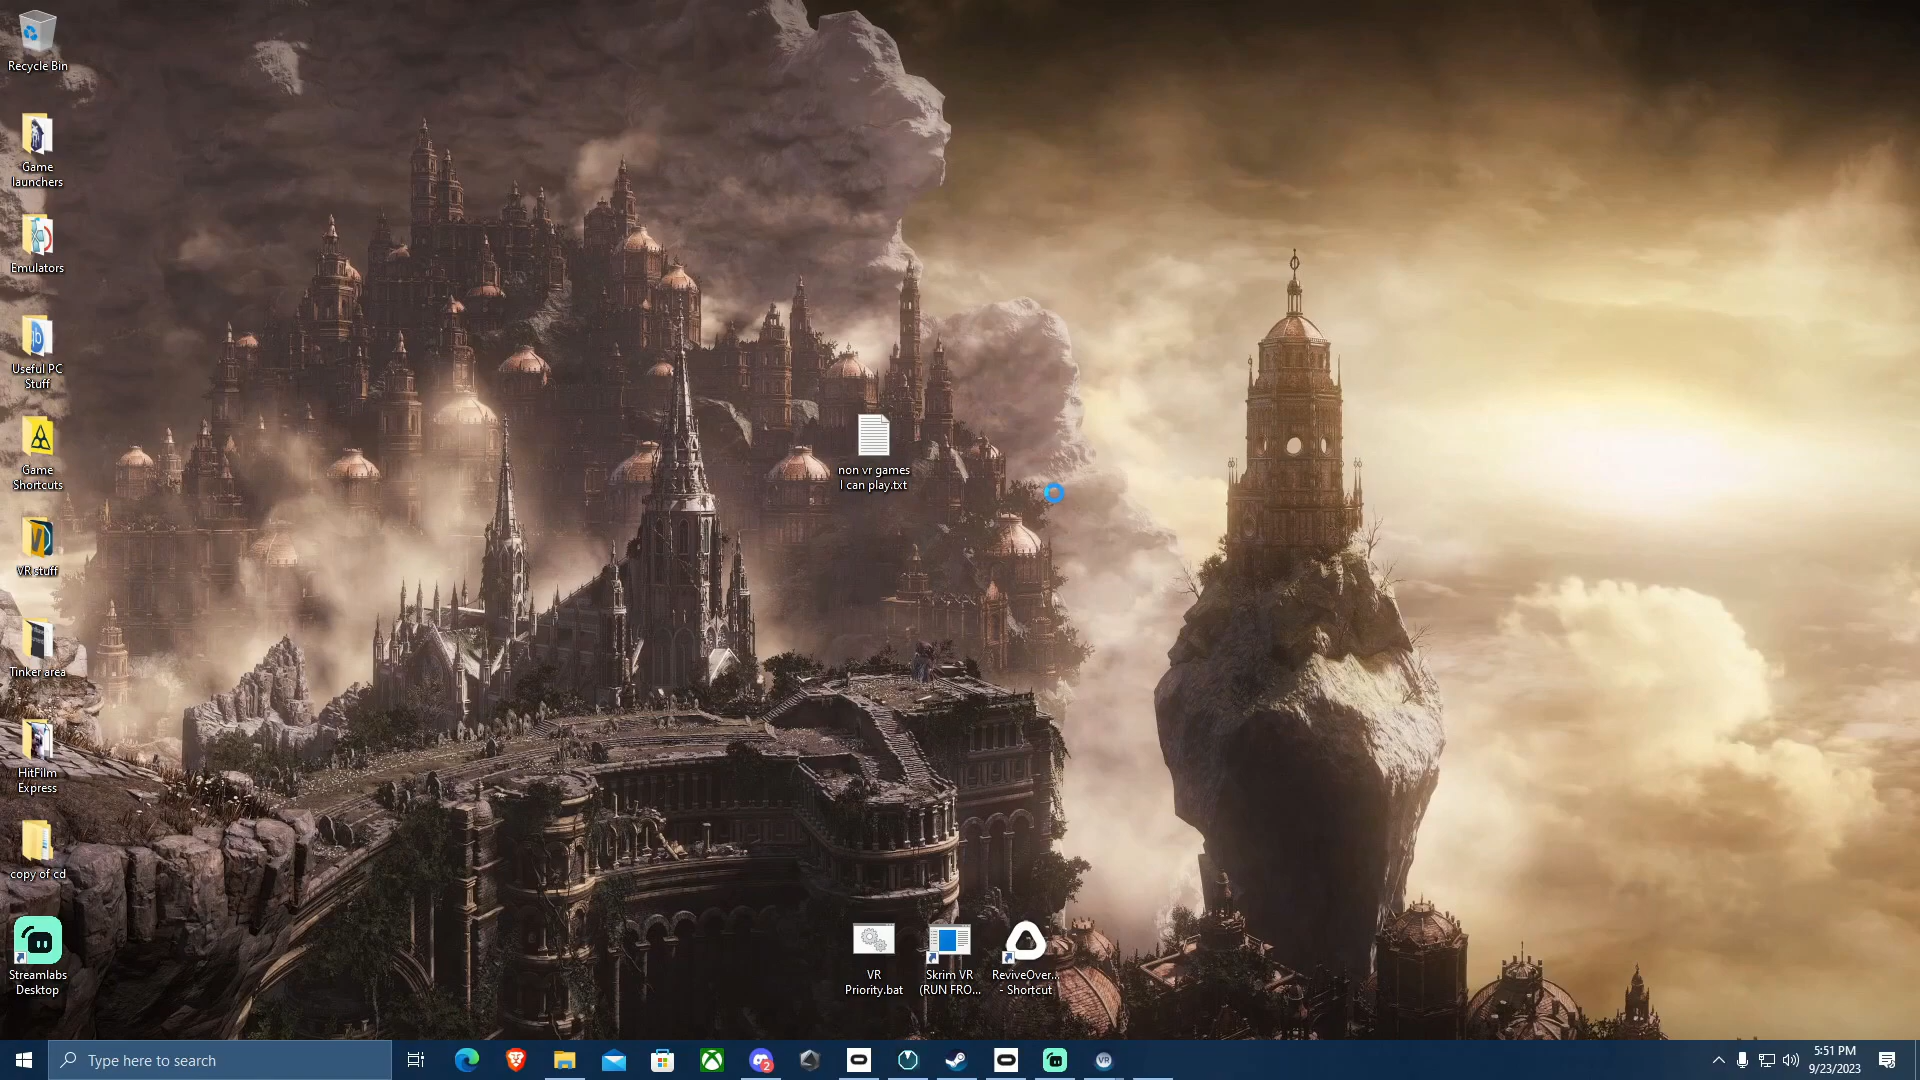 Recycle Bin
Game
launchers
Emulators
Useful PC
Stuff
Game
Shortcuts
VR stuff
Tinker area
HitFilm
Express
copy of cd
Streamlabs
Desktop
non vr games
I can play.txt
VR
Priority.bat
Skrim VR
(RUN FRO...
ReviveOver...
- Shortcut
Type here to search
2
VR
5:51 PM
9/23/2023